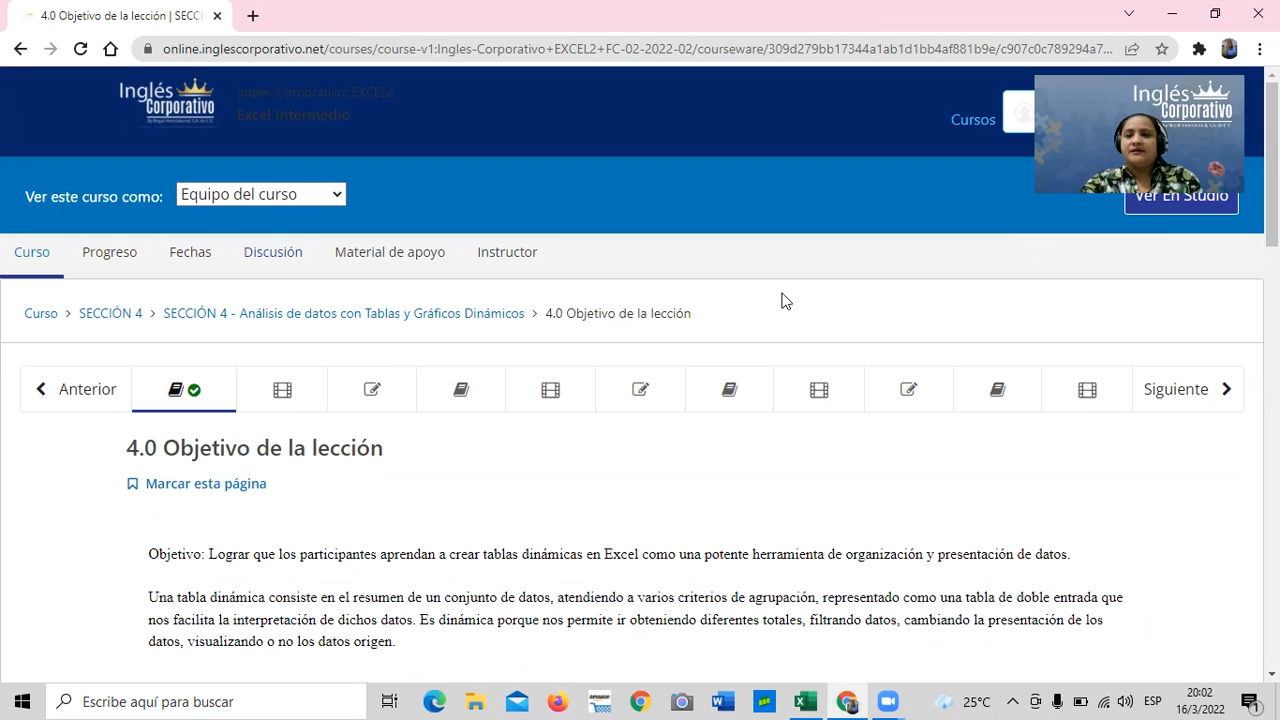 4.0 Objetivo de la lección | SECCI
online.inglescorporativo.net/courses/course-v1:Ingles-Corporativo+EXCEL2+FC-02-2022-02/courseware/309d279bb17344a1ab1d1bb4af881b9e/c907c0c789294a7...
Inglés Corporativo
Ingles-Corporativo: EXCEL2
Excel Intermedio
Cursos
Inglés Corporativo
Ver este curso como:
Equipo del curso
Ver En Studio
Curso Progreso Fechas Discusión Material de apoyo Instructor
Curso > SECCIÓN 4 > SECCIÓN 4 - Análisis de datos con Tablas y Gráficos Dinámicos > 4.0 Objetivo de la lección
Anterior Siguiente
4.0 Objetivo de la lección
Marcar esta página
Objetivo: Lograr que los participantes aprendan a crear tablas dinámicas en Excel como una potente herramienta de organización y presentación de datos.
Una tabla dinámica consiste en el resumen de un conjunto de datos, atendiendo a varios criterios de agrupación, representado como una tabla de doble entrada que
nos facilita la interpretación de dichos datos. Es dinámica porque nos permite ir obteniendo diferentes totales, filtrando datos, cambiando la presentación de los
datos, visualizando o no los datos origen.
Escribe aquí para buscar
25°C
ESP
20:02
16/3/2022